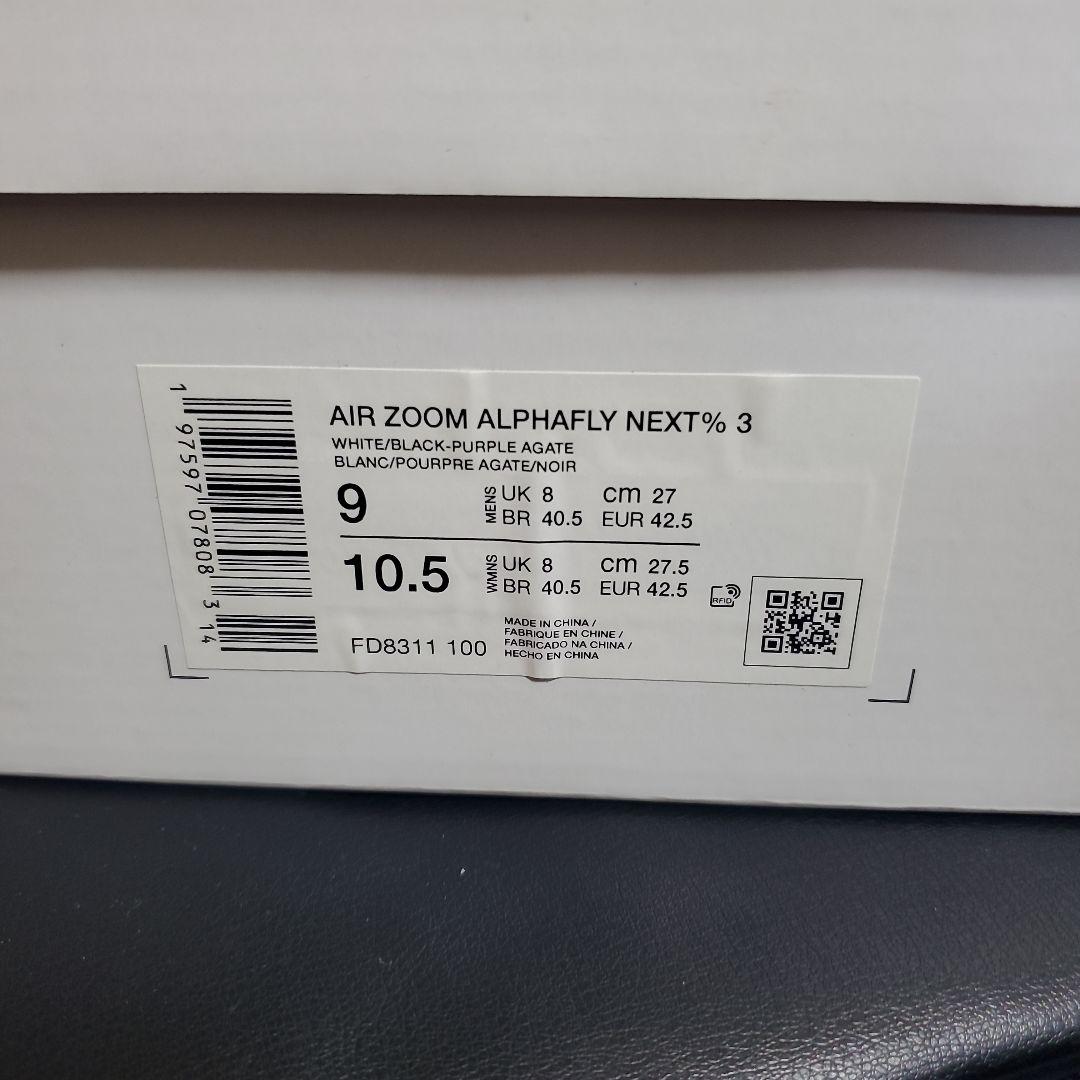 AIR ZOOM ALPHAFLY NEXT% 3
WHITE/BLACK-PURPLE AGATE
BLANC/POURPRE AGATE/NOIR
9
MENS
UK 8 cm 27
BR 40.5 EUR 42.5
10.5
WMNS
UK 8 cm 27.5
BR 40.5 EUR 42.5
RFID
FD8311 100
MADE IN CHINA /
FABRIQUE EN CHINE /
FABRICADO NA CHINA /
HECHO EN CHINA
1 97597 07808 3 14